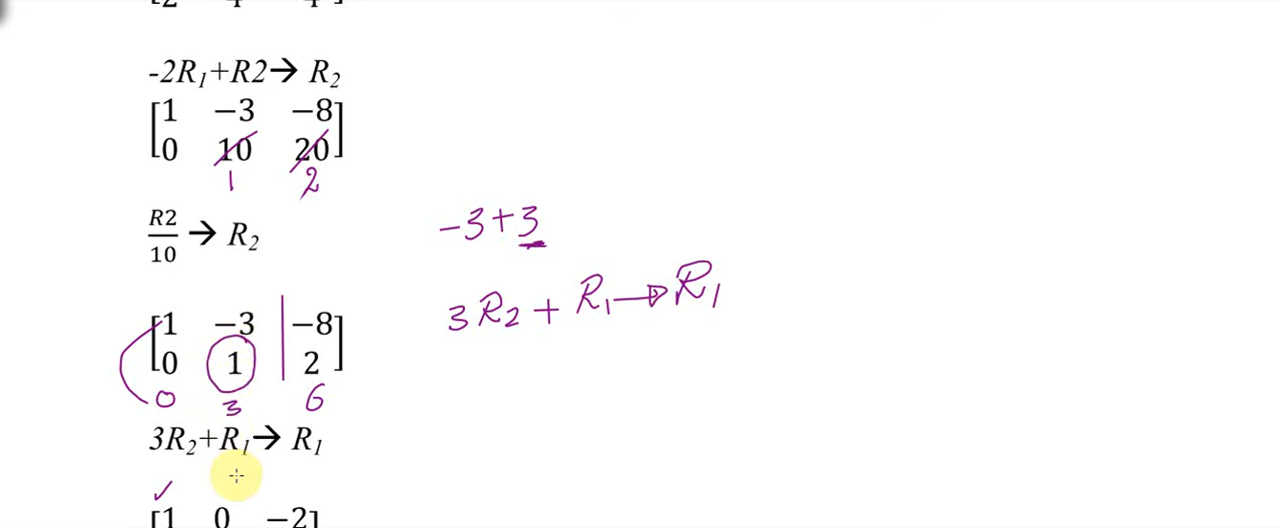 -2R₁+R2→ R₂
[1 −3 −8]
[0 10 20]
1 2
R2/10 → R₂
−3+3
3R₂ + R₁→R₁
[1 −3 | −8]
[0 1 | 2]
0 3 6
3R₂+R₁→ R₁
✓
[1 0 −2]